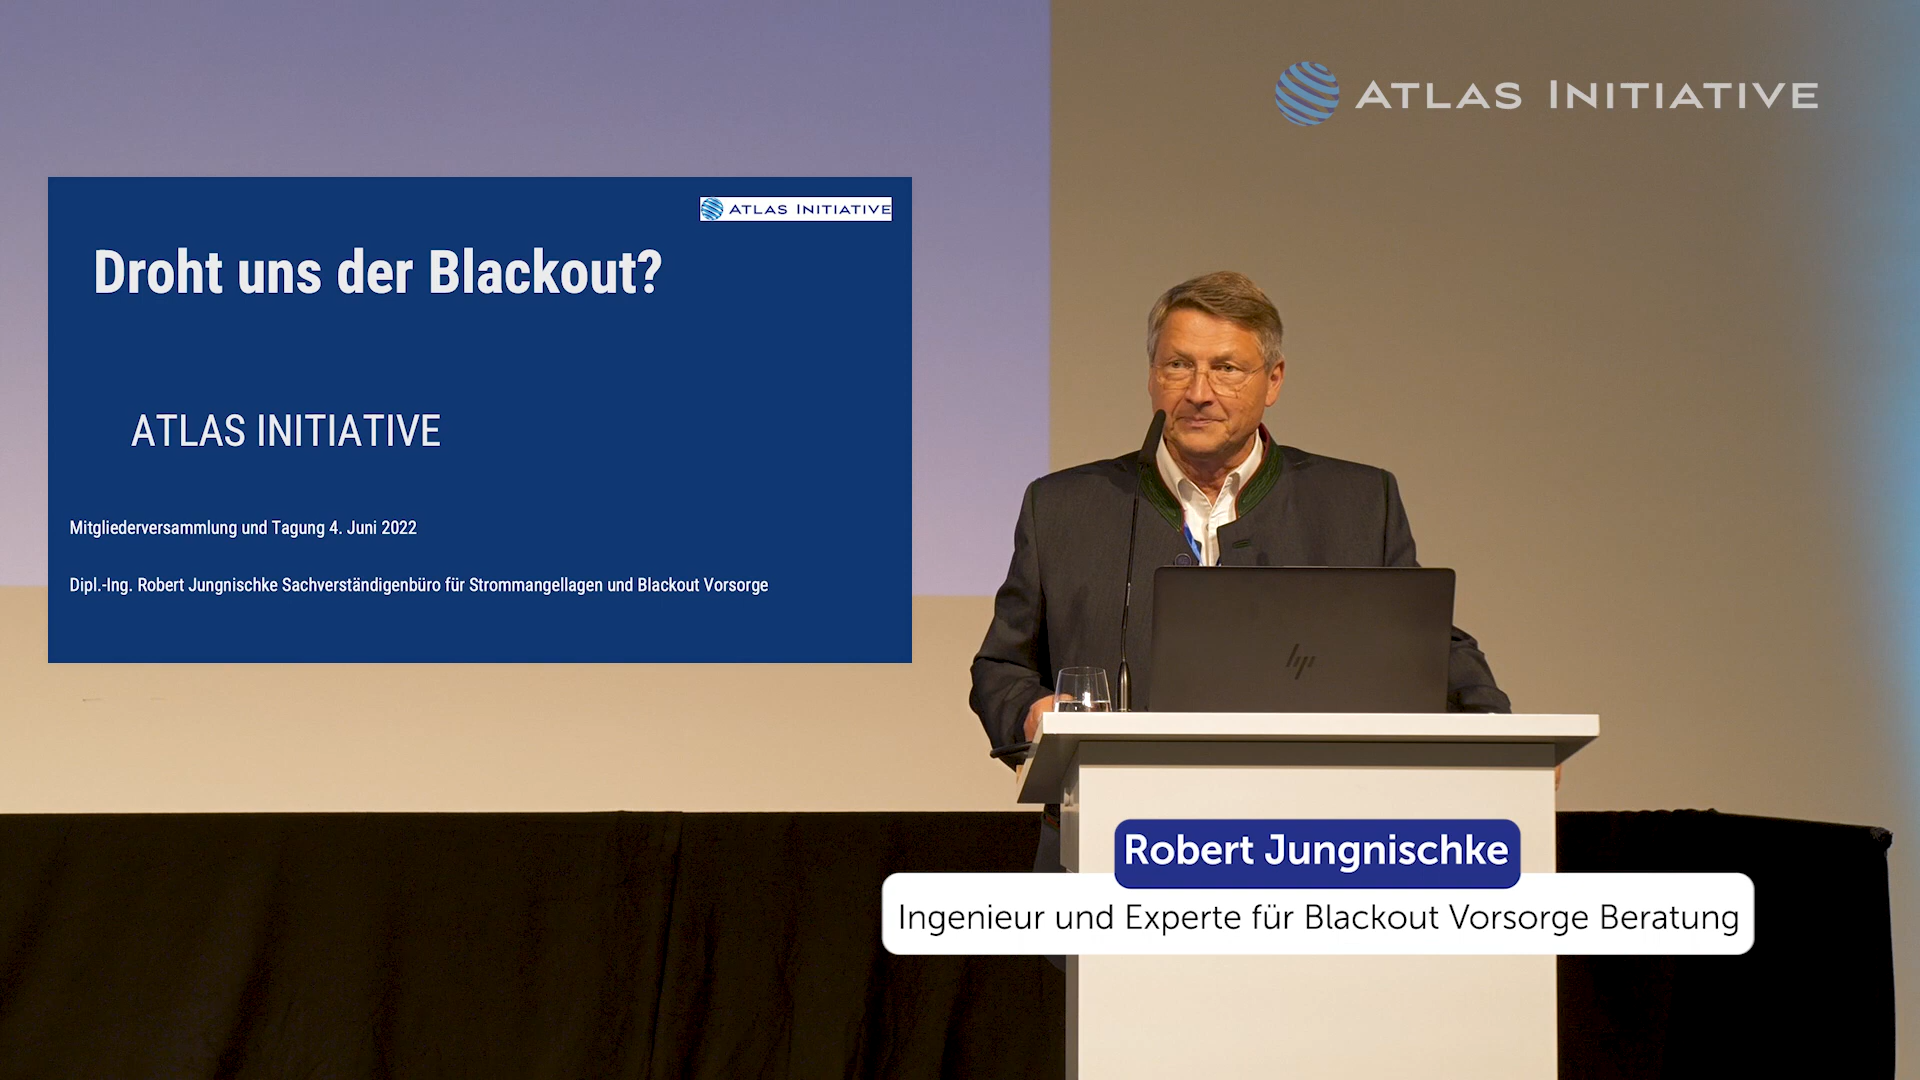 ATLAS INITIATIVE
ATLAS INITIATIVE
Droht uns der Blackout?
ATLAS INITIATIVE
Mitgliederversammlung und Tagung 4. Juni 2022
Dipl.-Ing. Robert Jungnischke Sachverständigenbüro für Strommangellagen und Blackout Vorsorge
hp
Robert Jungnischke
Ingenieur und Experte für Blackout Vorsorge Beratung